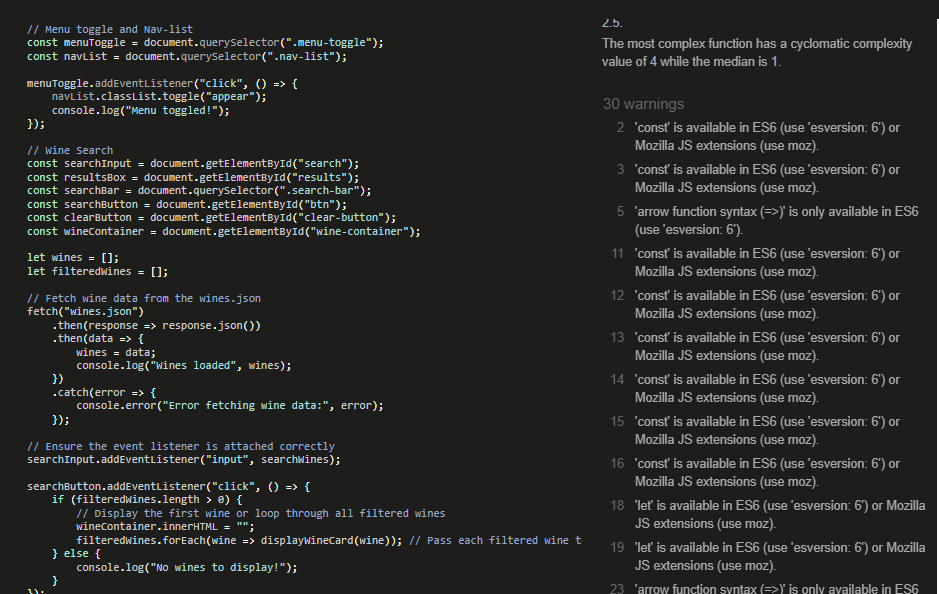 // Menu toggle and Nav-list
const menuToggle = document.querySelector(".menu-toggle");
const navList = document.querySelector(".nav-list");
menuToggle.addEventListener("click", () => {
navList.classList.toggle("appear");
console.log("Menu toggled!");
});
// Wine Search
const searchInput = document.getElementById("search");
const resultsBox = document.getElementById("results");
const searchBar = document.querySelector(".search-bar");
const searchButton = document.getElementById("btn");
const clearButton = document.getElementById("clear-button");
const wineContainer = document.getElementById("wine-container");
let wines = [];
let filteredWines = [];
// Fetch wine data from the wines.json
fetch("wines.json")
.then(response => response.json())
.then(data => {
wines = data;
console.log("Wines loaded", wines);
})
.catch(error => {
console.error("Error fetching wine data:", error);
});
// Ensure the event listener is attached correctly
searchInput.addEventListener("input", searchWines);
searchButton.addEventListener("click", () => {
if (filteredWines.length > 0) {
// Display the first wine or loop through all filtered wines
wineContainer.innerHTML = "";
filteredWines.forEach(wine => displayWineCard(wine)); // Pass each filtered wine t
} else {
console.log("No wines to display!");
}
});
2.5.
The most complex function has a cyclomatic complexity
value of 4 while the median is 1.
30 warnings
2 'const' is available in ES6 (use 'esversion: 6') or
Mozilla JS extensions (use moz).
3 'const' is available in ES6 (use 'esversion: 6') or
Mozilla JS extensions (use moz).
5 'arrow function syntax (=>)' is only available in ES6
(use 'esversion: 6').
11 'const' is available in ES6 (use 'esversion: 6') or
Mozilla JS extensions (use moz).
12 'const' is available in ES6 (use 'esversion: 6') or
Mozilla JS extensions (use moz).
13 'const' is available in ES6 (use 'esversion: 6') or
Mozilla JS extensions (use moz).
14 'const' is available in ES6 (use 'esversion: 6') or
Mozilla JS extensions (use moz).
15 'const' is available in ES6 (use 'esversion: 6') or
Mozilla JS extensions (use moz).
16 'const' is available in ES6 (use 'esversion: 6') or
Mozilla JS extensions (use moz).
18 'let' is available in ES6 (use 'esversion: 6') or Mozilla
JS extensions (use moz).
19 'let' is available in ES6 (use 'esversion: 6') or Mozilla
JS extensions (use moz).
23 'arrow function syntax (=>)' is only available in ES6